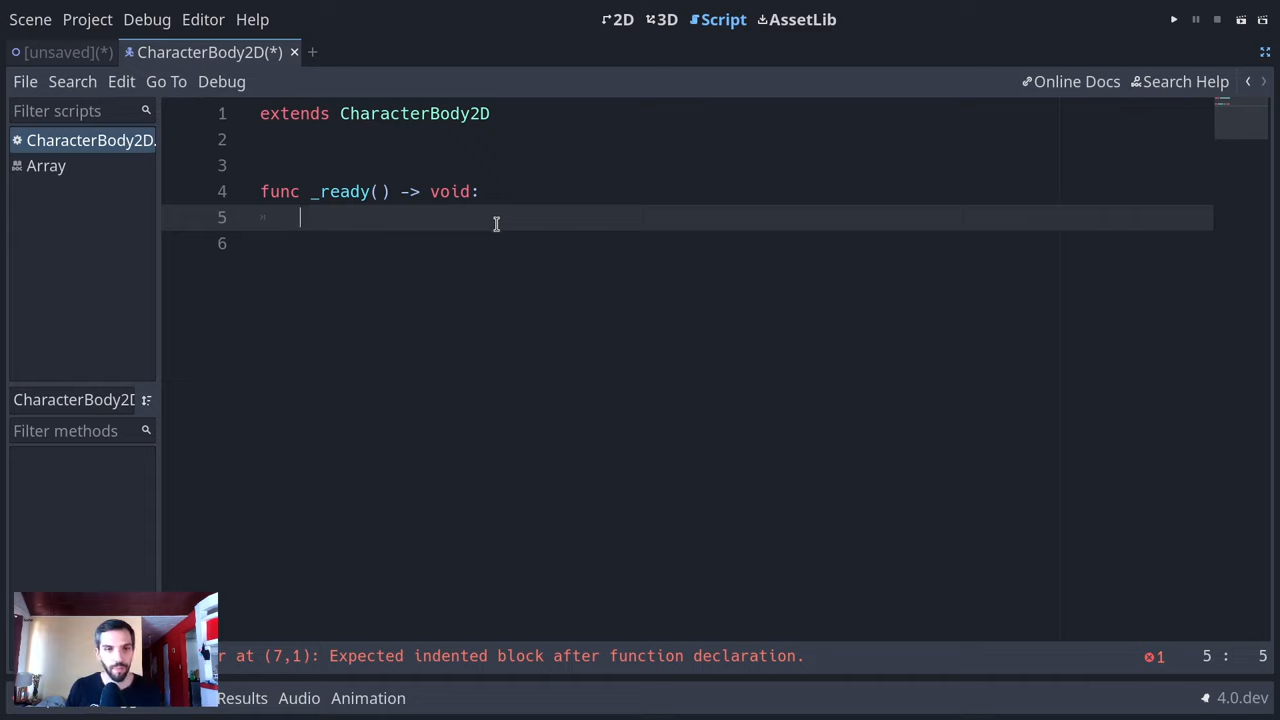 Scene Project Debug Editor Help 2D 3D Script AssetLib
[unsaved](*) CharacterBody2D(*)
File Search Edit Go To Debug Online Docs Search Help
Filter scripts
CharacterBody2D.
Array
1 extends CharacterBody2D
2
3
4 func _ready() -> void:
5
6
CharacterBody2D
Filter methods
r at (7,1): Expected indented block after function declaration. 1 5 : 5
Results Audio Animation 4.0.dev